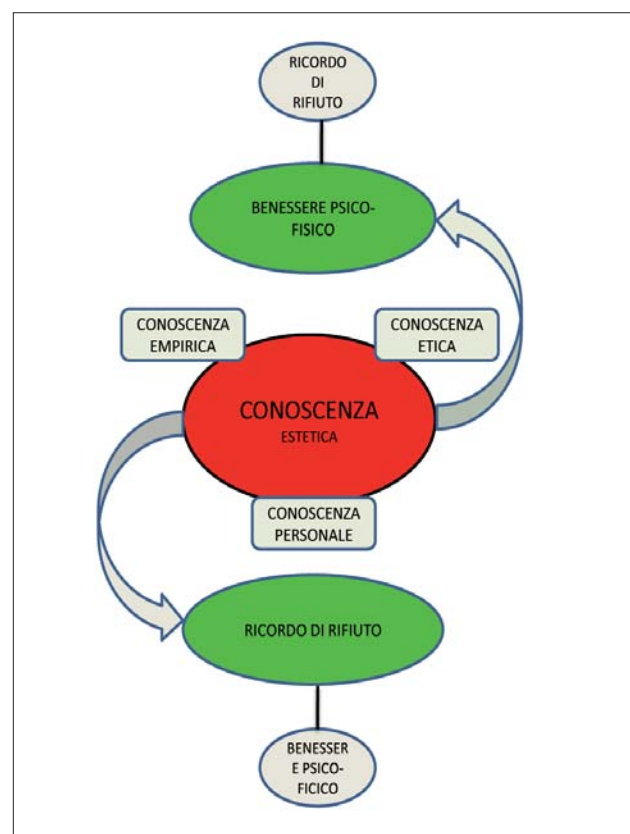 RICORDO
DI
RIFIUTO
BENESSERE PSICO-
FISICO
CONOSCENZA
EMPIRICA
CONOSCENZA
ETICA
CONOSCENZA
ESTETICA
CONOSCENZA
PERSONALE
RICORDO DI RIFIUTO
BENESSER
E PSICO-
FICICO